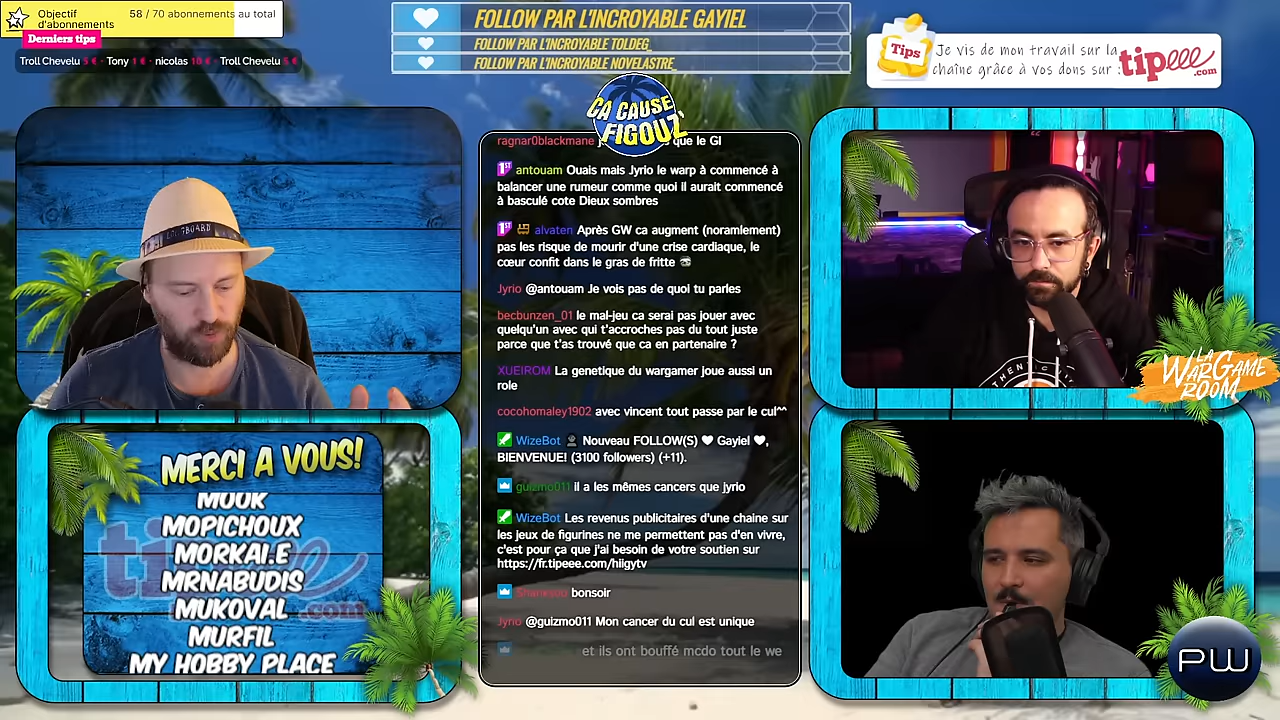 Objectif d'abonnements
58 / 70 abonnements au total
Derniers tips
Troll Chevelu 5 € · Tony 1 € · nicolas 10 € · Troll Chevelu 5 €
FOLLOW PAR L'INCROYABLE GAYIEL
FOLLOW PAR L'INCROYABLE TOLDEG_
FOLLOW PAR L'INCROYABLE NOVELASTRE_
Tips
Je vis de mon travail sur la
chaîne grâce à vos dons sur :
tipeee.com
ÇA CAUSE
FIGOUZ'
ragnar0blackmane
que le GI
antouam Ouais mais Jyrio le warp à commencé à
balancer une rumeur comme quoi il aurait commencé
à basculé cote Dieux sombres
alvaten Après GW ca augment (noramlement)
pas les risque de mourir d'une crise cardiaque, le
cœur confit dans le gras de fritte
Jyrio @antouam Je vois pas de quoi tu parles
becbunzen_01 le mal-jeu ca serai pas jouer avec
quelqu'un avec qui t'accroches pas du tout juste
parce que t'as trouvé que ca en partenaire ?
XUEIROM La genetique du wargamer joue aussi un
role
cocohomaley1902 avec vincent tout passe par le cul^^
WizeBot Nouveau FOLLOW(S) ♥ Gayiel ♥,
BIENVENUE! (3100 followers) (+11).
guizmo011 il a les mêmes cancers que jyrio
WizeBot Les revenus publicitaires d'une chaine sur
les jeux de figurines ne me permettent pas d'en vivre,
c'est pour ça que j'ai besoin de votre soutien sur
https://fr.tipeee.com/hiigytv
bonsoir
Jyrio @guizmo011 Mon cancer du cul est unique
et ils ont bouffé mcdo tout le we
MERCI A VOUS!
MUUK
MOPICHOUX
MORKAI.E
MRNABUDIS
MUKOVAL
MURFIL
MY HOBBY PLACE
LA
WARGAME
ROOM
PW